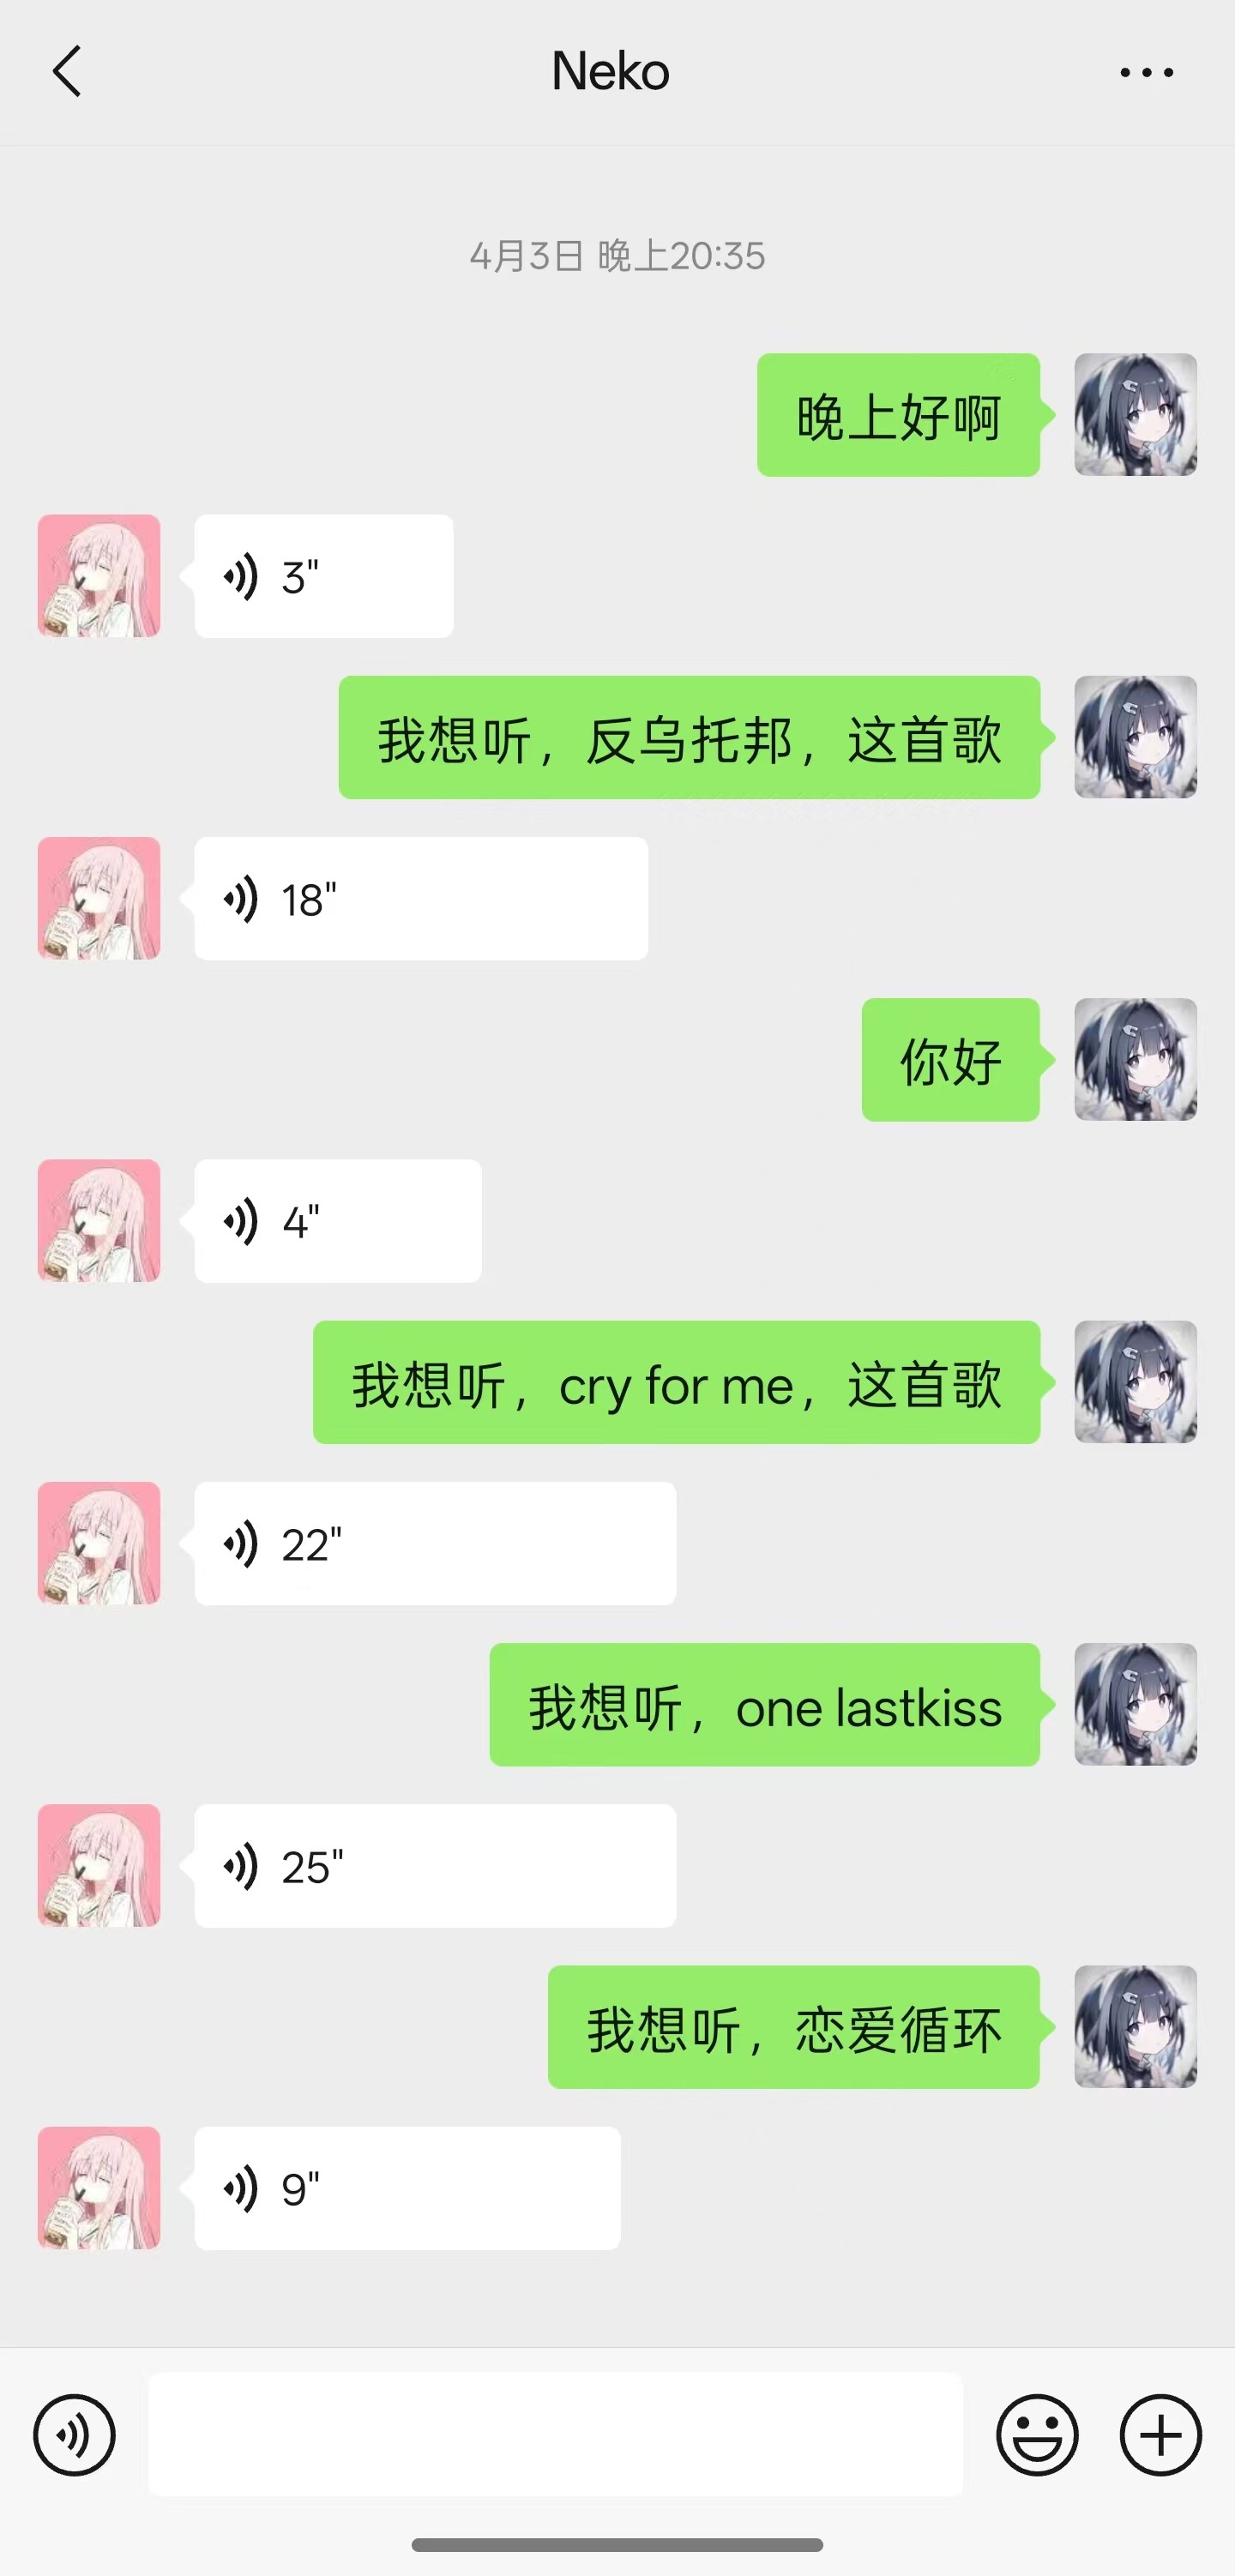 Neko
4月3日 晚上20:35
晚上好啊
3"
我想听，反乌托邦，这首歌
18"
你好
4"
我想听，cry for me，这首歌
22"
我想听，one lastkiss
25"
我想听，恋爱循环
9"